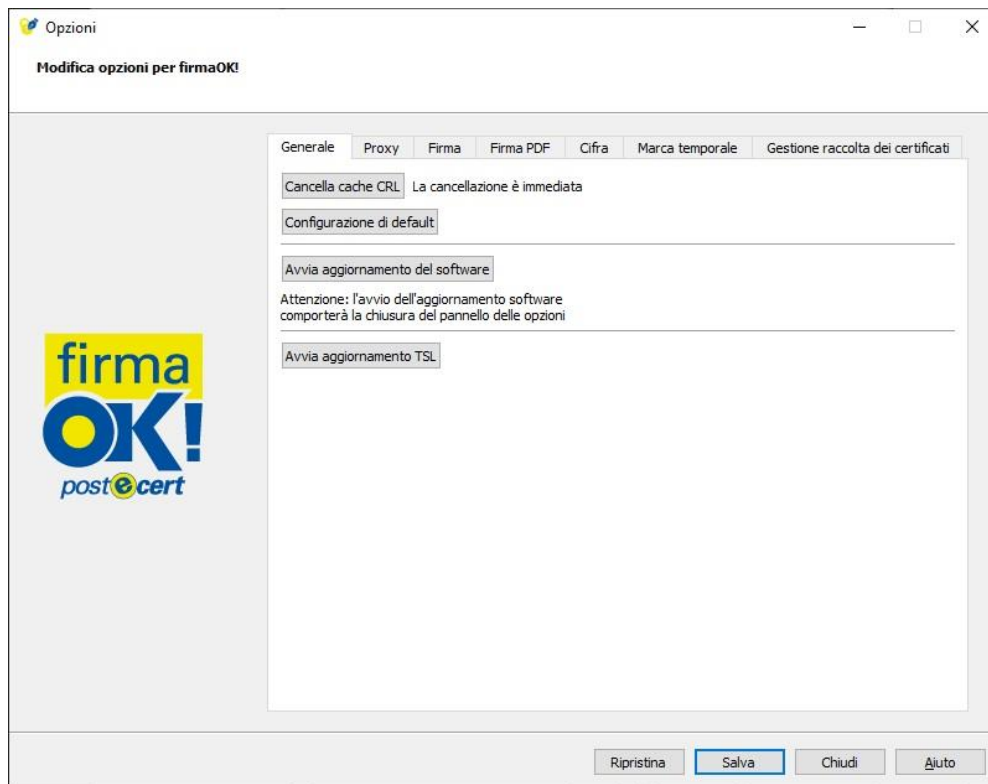 Opzioni
Modifica opzioni per firmaOK!
Generale Proxy Firma Firma PDF Cifra Marca temporale Gestione raccolta dei certificati
Cancella cache CRL La cancellazione è immediata
Configurazione di default
Avvia aggiornamento del software
Attenzione: l'avvio dell'aggiornamento software
comporterà la chiusura del pannello delle opzioni
Avvia aggiornamento TSL
firma
OK!
postecert
Ripristina Salva Chiudi Aiuto